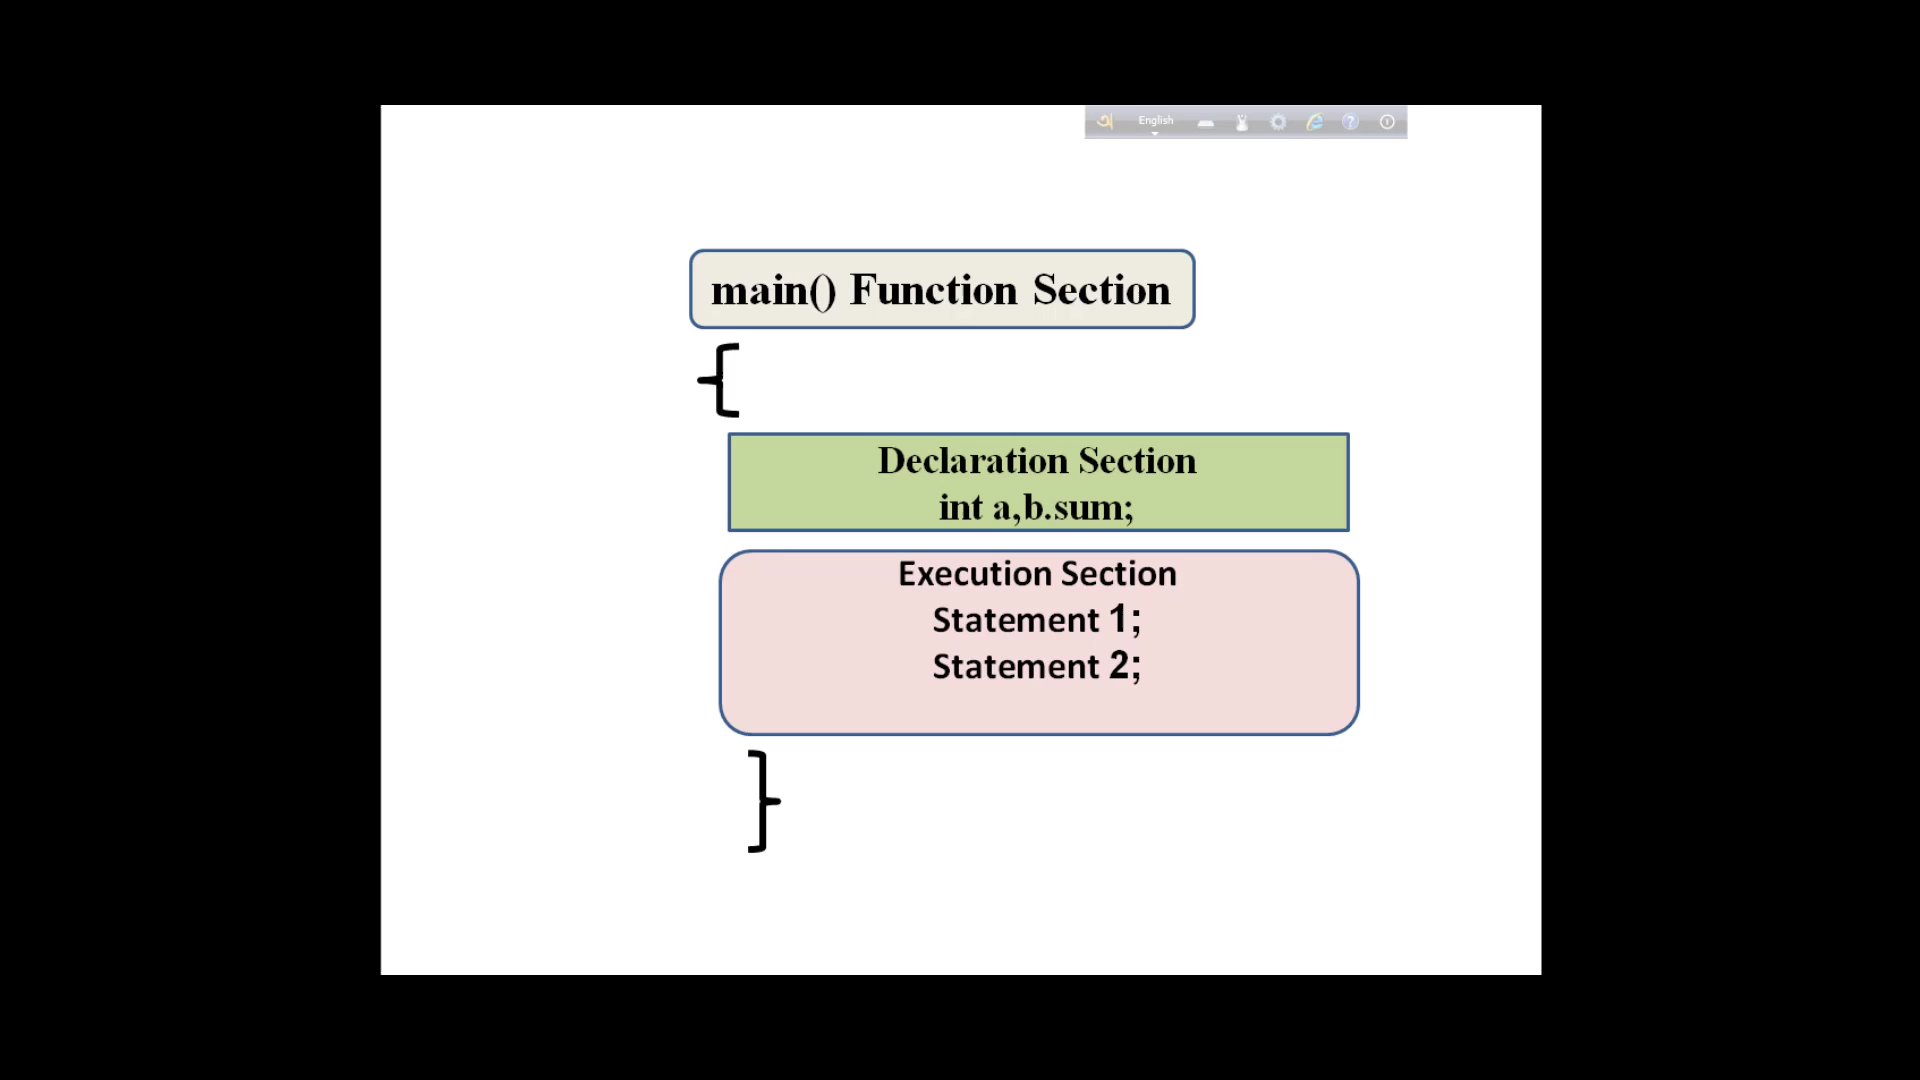 অ English
main() Function Section
{
Declaration Section
int a,b.sum;
Execution Section
Statement 1;
Statement 2;
}